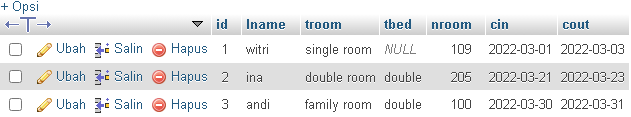 + Opsi
id lname troom tbed nroom cin cout
Ubah Salin Hapus 1 witri single room NULL 109 2022-03-01 2022-03-03
Ubah Salin Hapus 2 ina double room double 205 2022-03-21 2022-03-23
Ubah Salin Hapus 3 andi family room double 100 2022-03-30 2022-03-31